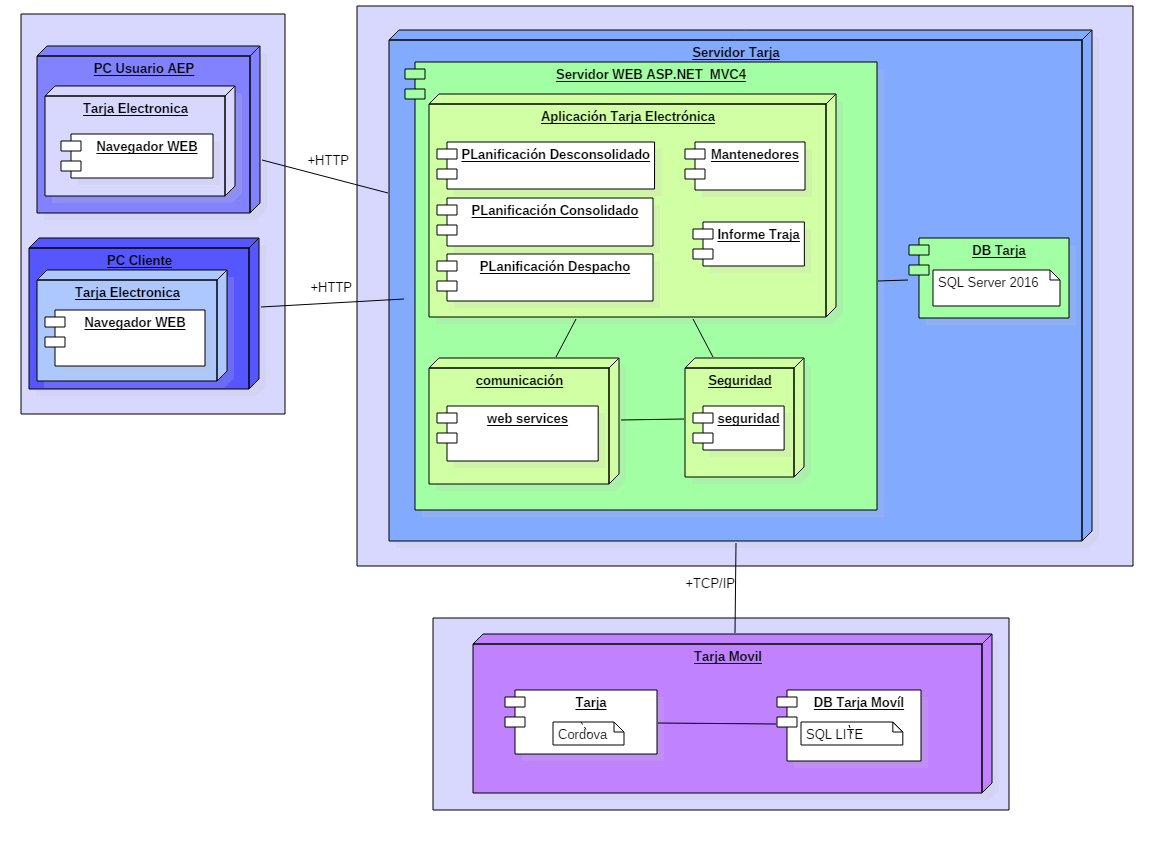 PC Usuario AEP
Tarja Electronica
Navegador WEB
PC Cliente
Tarja Electronica
Navegador WEB
+HTTP
+HTTP
Servidor Tarja
Servidor WEB ASP.NET MVC4
Aplicación Tarja Electrónica
PLanificación Desconsolidado
Mantenedores
PLanificación Consolidado
Informe Traja
PLanificación Despacho
DB Tarja
SQL Server 2016
comunicación
web services
Seguridad
seguridad
+TCP/IP
Tarja Movil
Tarja
Cordova
DB Tarja Movíl
SQL LITE